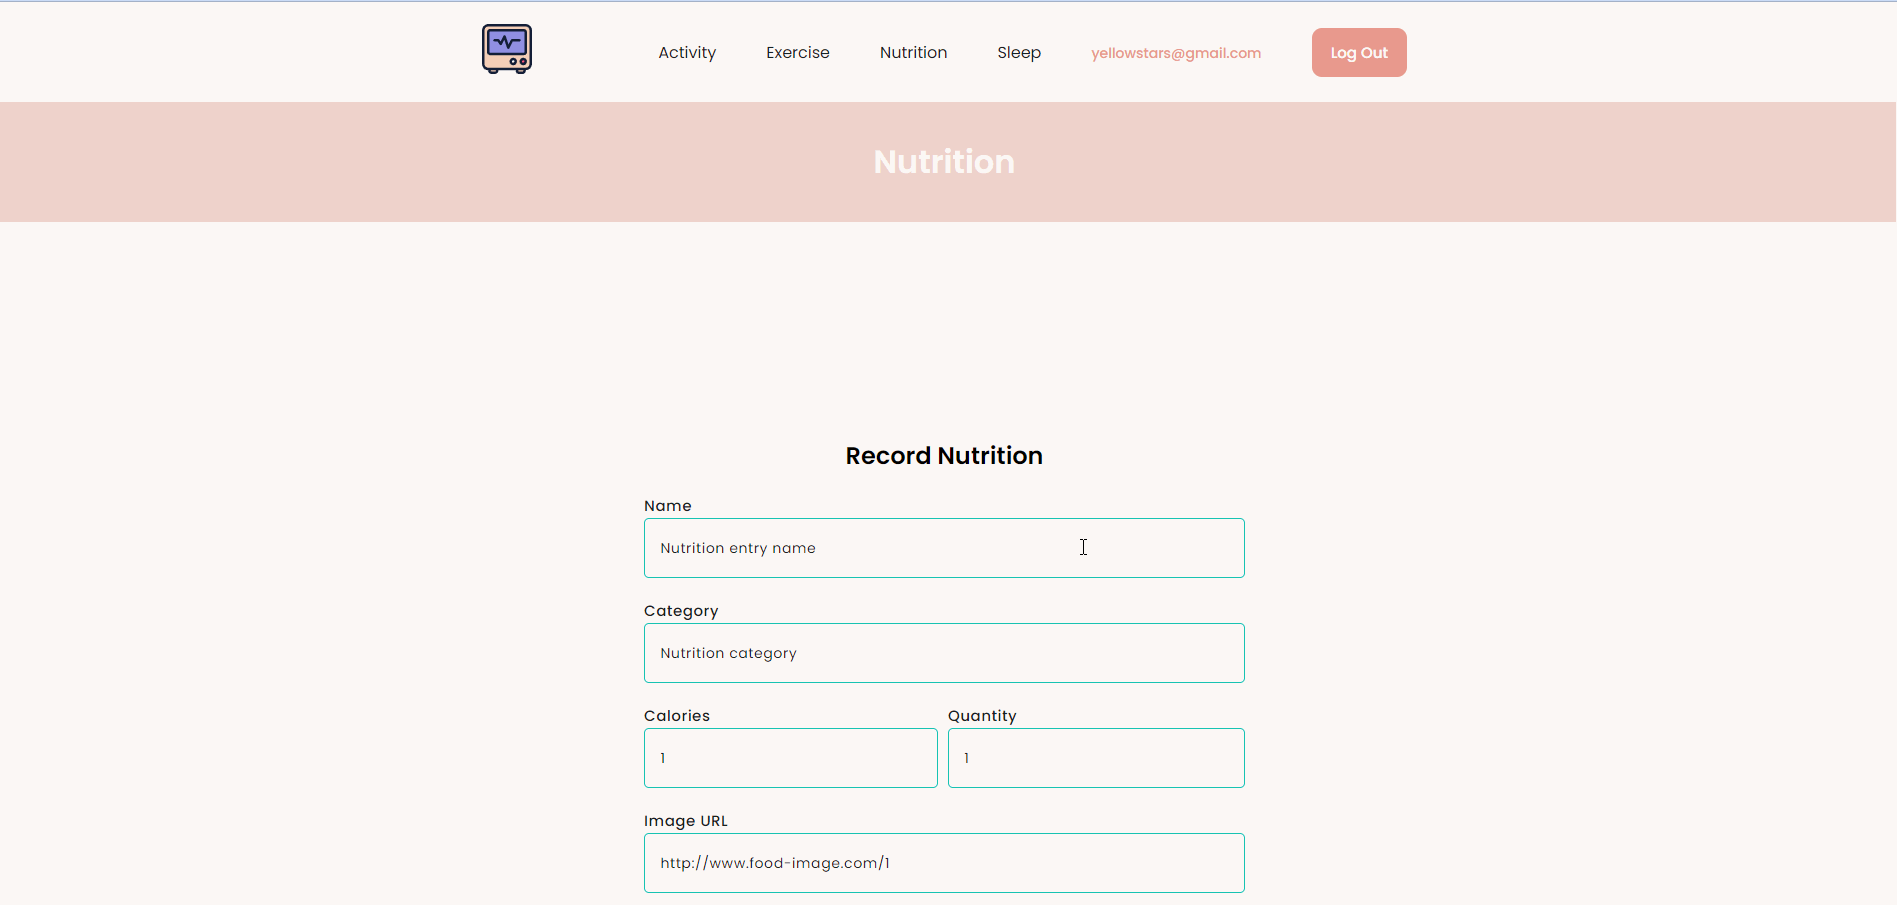 Activity Exercise Nutrition Sleep yellowstars@gmail.com Log Out
Nutrition
Record Nutrition
Name
Nutrition entry name
Category
Nutrition category
Calories Quantity
1 1
Image URL
http://www.food-image.com/1